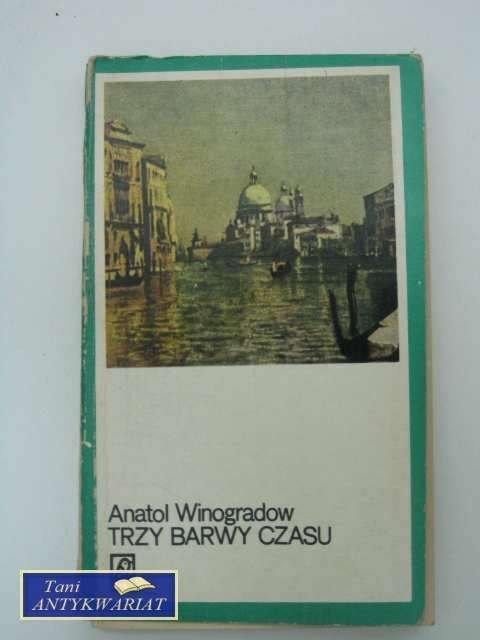 Anatol Winogradow
TRZY BARWY CZASU
Tani
ANTYKWARIAT